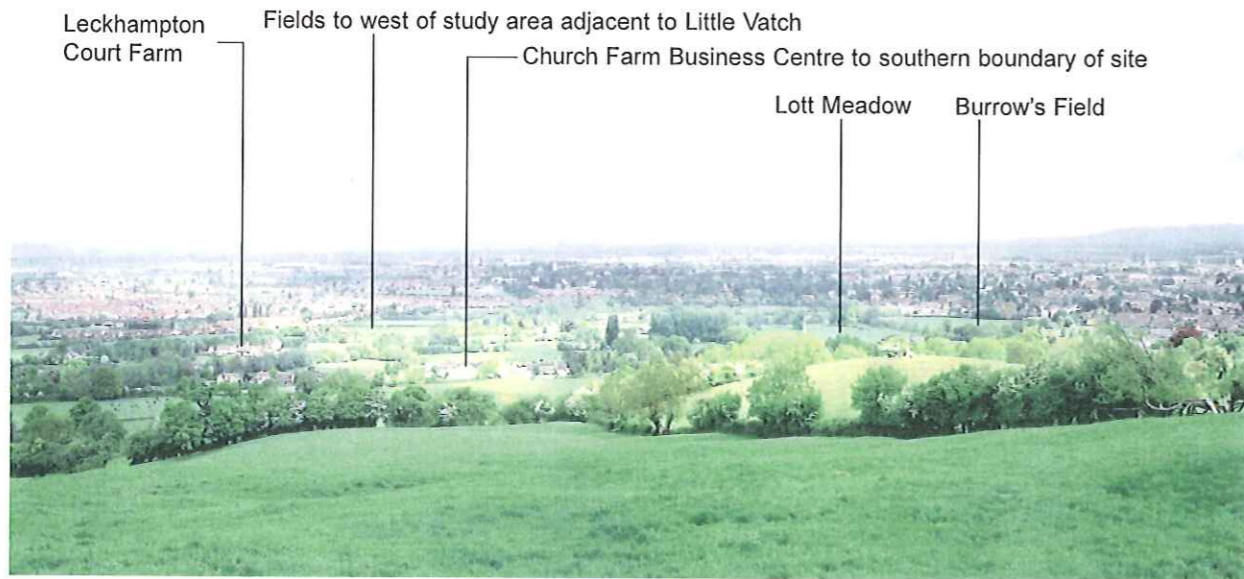 Leckhampton
Court Farm
Fields to west of study area adjacent to Little Vatch
Church Farm Business Centre to southern boundary of site
Lott Meadow
Burrow's Field